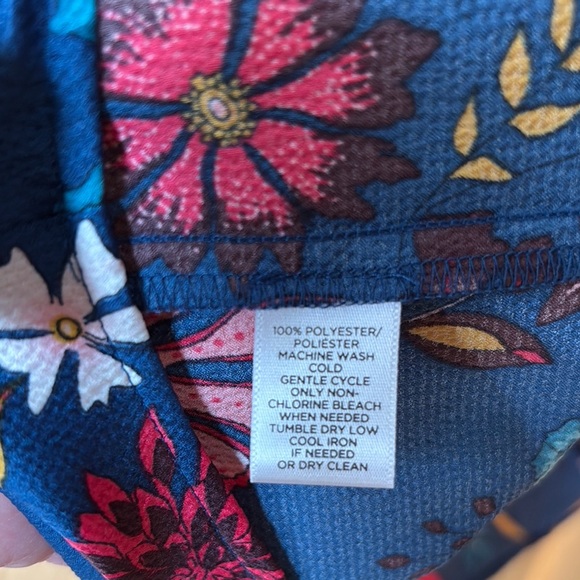 100% POLYESTER/
POLIÉSTER
MACHINE WASH
COLD
GENTLE CYCLE
ONLY NON-
CHLORINE BLEACH
WHEN NEEDED
TUMBLE DRY LOW
COOL IRON
IF NEEDED
OR DRY CLEAN